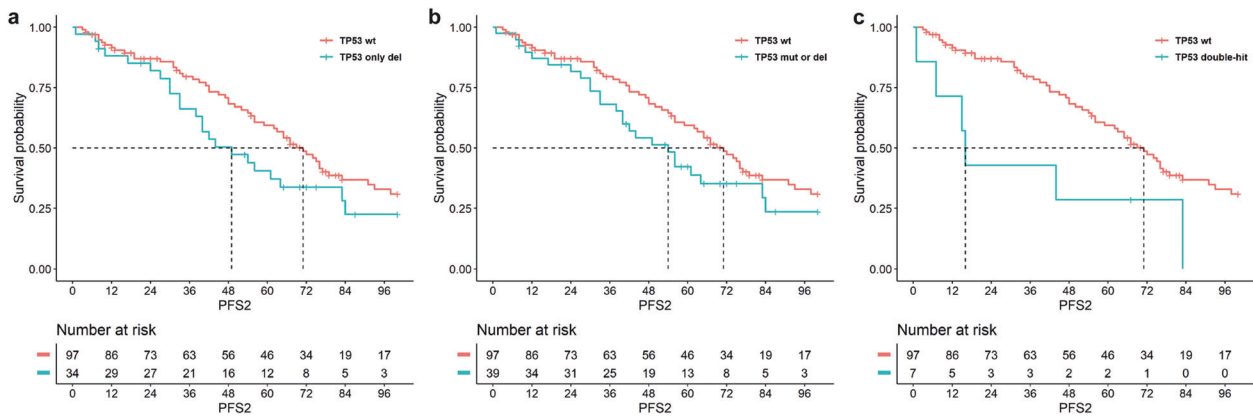 a
Survival probability
1.00
0.75
0.50
0.25
0.00
TP53 wt
TP53 only del
0 12 24 36 48 60 72 84 96
PFS2
Number at risk
97 86 73 63 56 46 34 19 17
34 29 27 21 16 12 8 5 3
0 12 24 36 48 60 72 84 96
PFS2
b
Survival probability
1.00
0.75
0.50
0.25
0.00
TP53 wt
TP53 mut or del
0 12 24 36 48 60 72 84 96
PFS2
Number at risk
97 86 73 63 56 46 34 19 17
39 34 31 25 19 13 8 5 3
0 12 24 36 48 60 72 84 96
PFS2
c
Survival probability
1.00
0.75
0.50
0.25
0.00
TP53 wt
TP53 double-hit
0 12 24 36 48 60 72 84 96
PFS2
Number at risk
97 86 73 63 56 46 34 19 17
7 5 3 3 2 2 1 0 0
0 12 24 36 48 60 72 84 96
PFS2